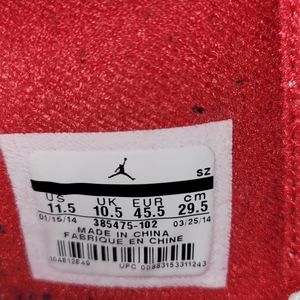 SZ
US UK EUR cm
11.5 10.5 45.5 29.5
01/15/14 385475-102 03/25/14
MADE IN CHINA
FABRIQUE EN CHINE
UPC 00883153311243